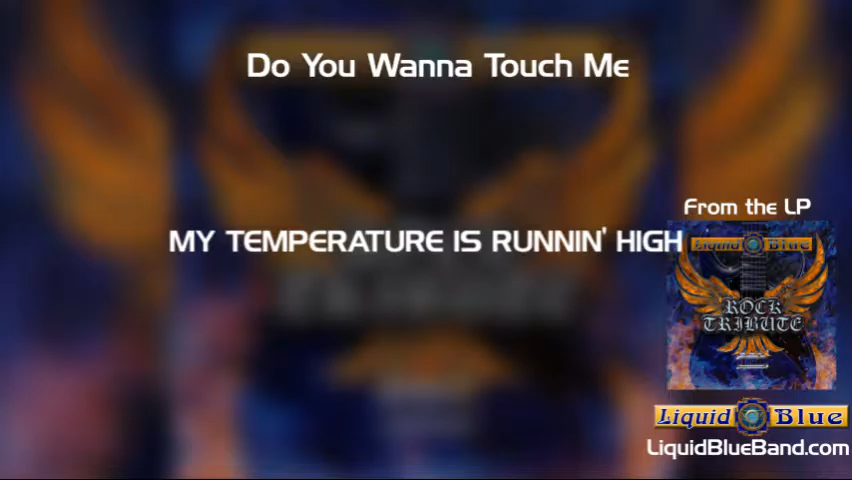 Do You Wanna Touch Me
MY TEMPERATURE IS RUNNIN' HIGH
From the LP
Liquid Blue
ROCK
TRIBUTE
Liquid Blue
LiquidBlueBand.com